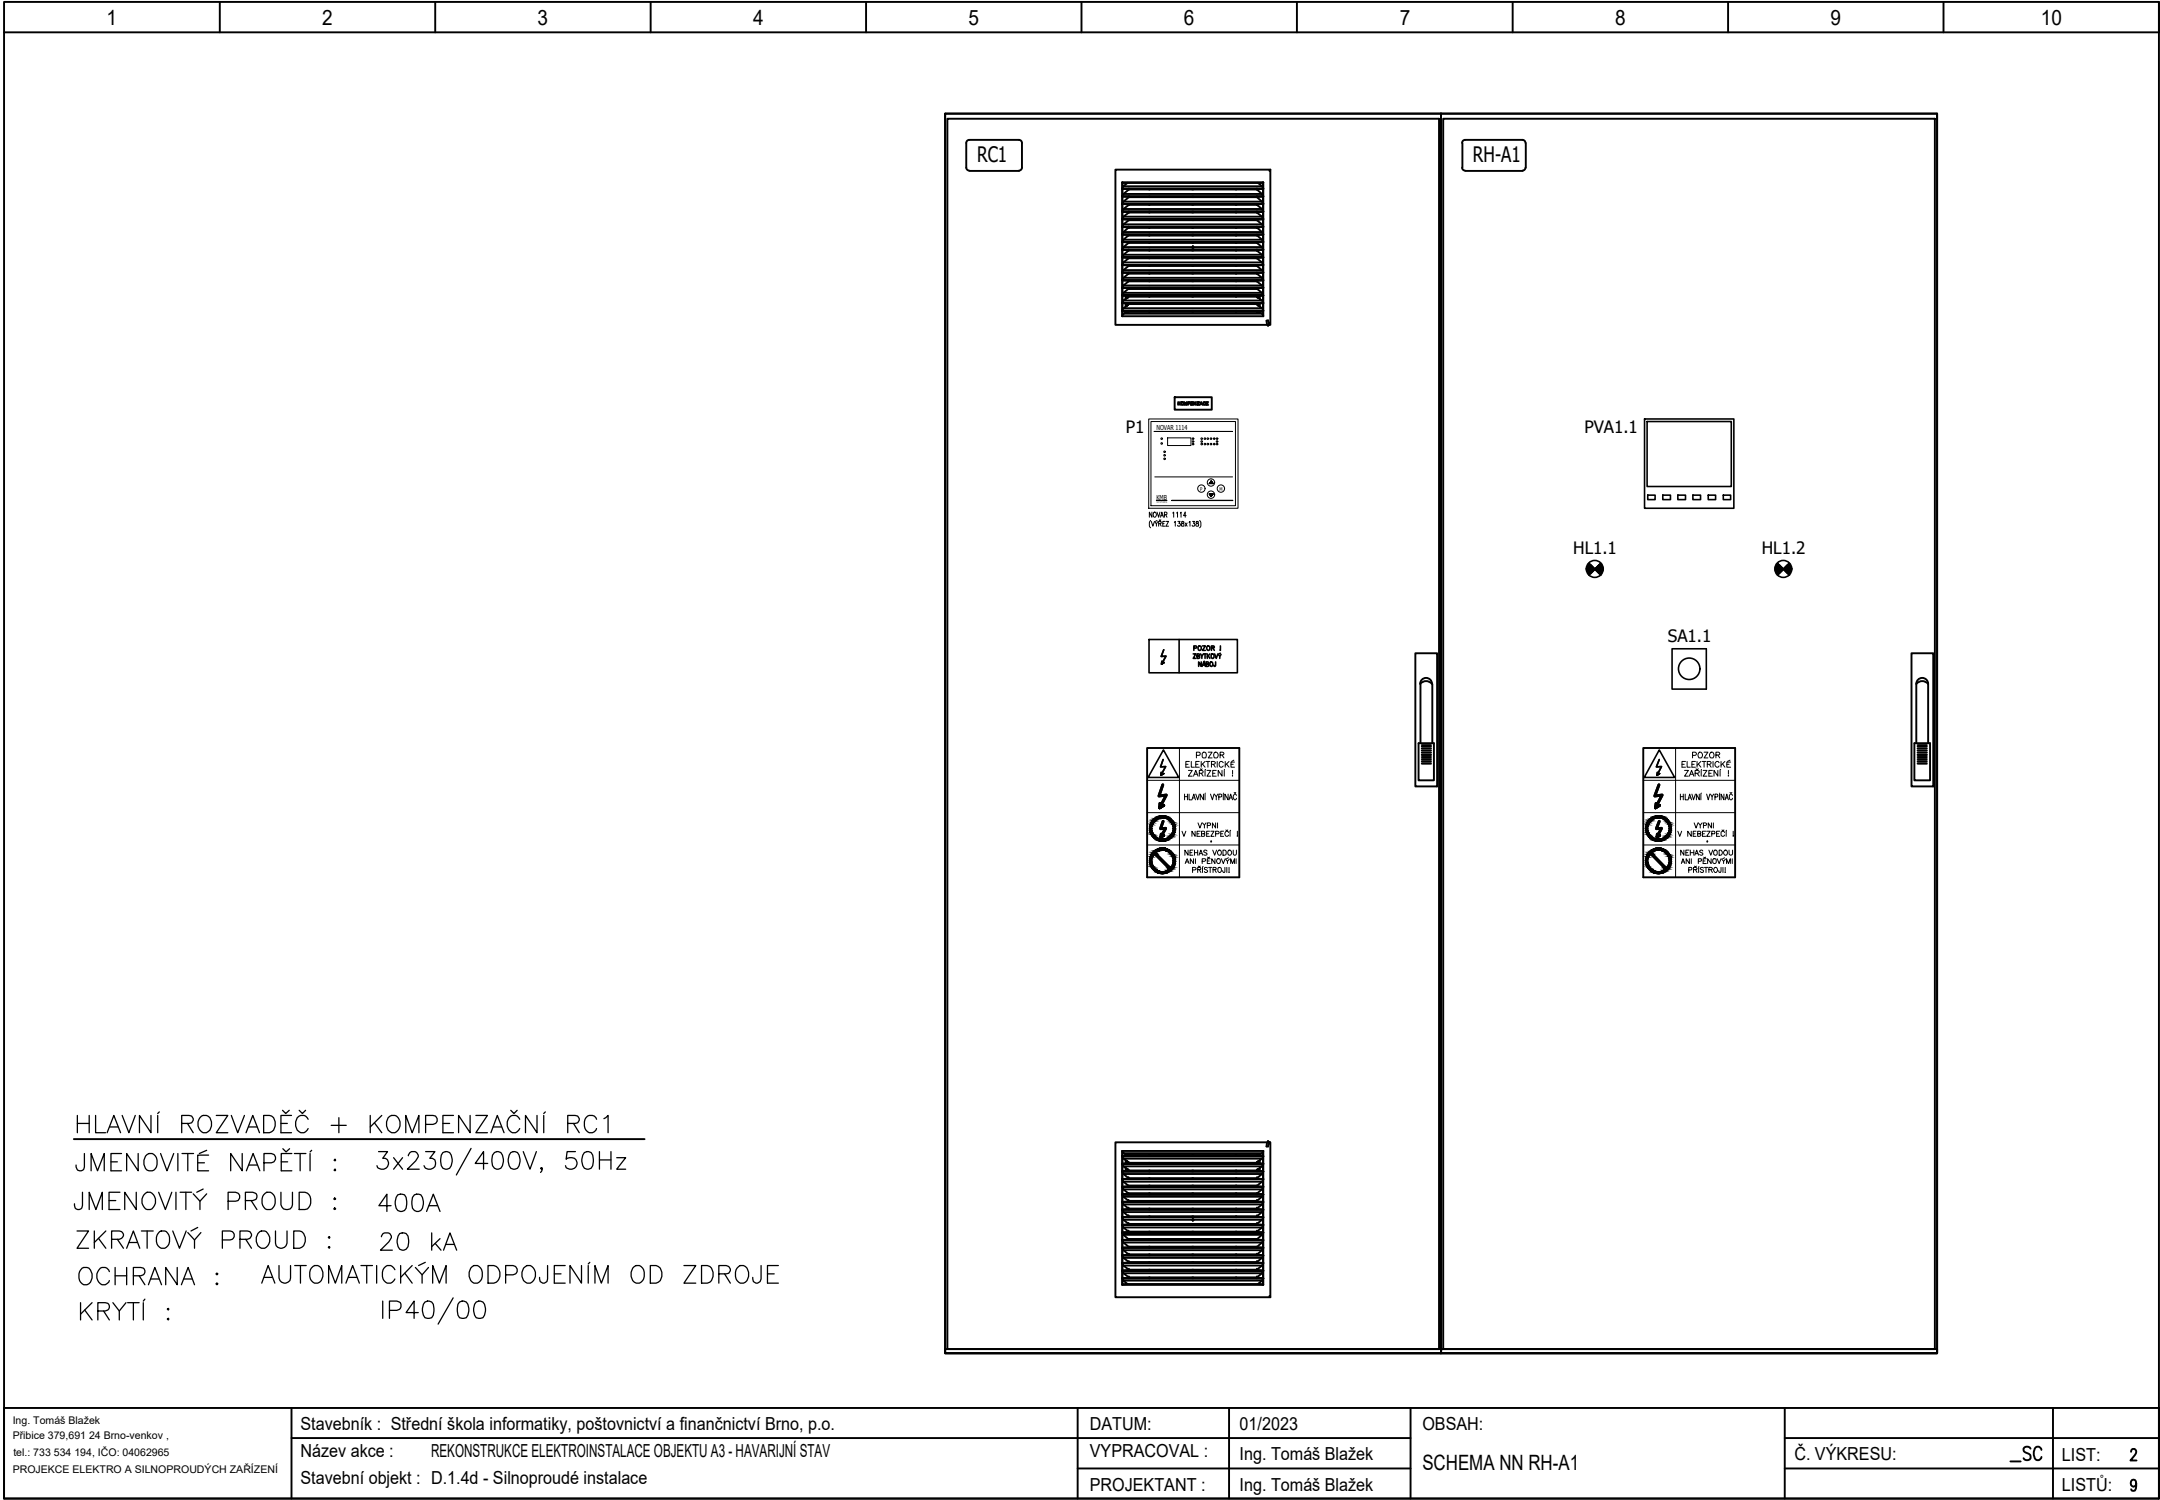 1 2 3 4 5 6 7 8 9 10
RC1
RH-A1
KOMPENZACE
P1
NOVAR 1114
KMB
NOVAR 1114
(VÝŘEZ 138x138)
PVA1.1
HL1.1
HL1.2
SA1.1
POZOR !
ZBYTKOVÝ
NÁBOJ
POZOR
ELEKTRICKÉ
ZAŘÍZENÍ !
HLAVNÍ VYPÍNAČ
VYPNI
V NEBEZPEČÍ !
NEHAS VODOU
ANI PĚNOVÝMI
PŘÍSTROJI!
POZOR
ELEKTRICKÉ
ZAŘÍZENÍ !
HLAVNÍ VYPÍNAČ
VYPNI
V NEBEZPEČÍ !
NEHAS VODOU
ANI PĚNOVÝMI
PŘÍSTROJI!
HLAVNÍ ROZVADĚČ + KOMPENZAČNÍ RC1
JMENOVITÉ NAPĚTÍ : 3x230/400V, 50Hz
JMENOVITÝ PROUD : 400A
ZKRATOVÝ PROUD : 20 kA
OCHRANA : AUTOMATICKÝM ODPOJENÍM OD ZDROJE
KRYTÍ : IP40/00
Ing. Tomáš Blažek
Přibice 379,691 24 Brno-venkov ,
tel.: 733 534 194, IČO: 04062965
PROJEKCE ELEKTRO A SILNOPROUDÝCH ZAŘÍZENÍ
Stavebník : Střední škola informatiky, poštovnictví a finančnictví Brno, p.o.
Název akce : REKONSTRUKCE ELEKTROINSTALACE OBJEKTU A3 - HAVARIJNÍ STAV
Stavební objekt : D.1.4d - Silnoproudé instalace
DATUM: 01/2023
VYPRACOVAL : Ing. Tomáš Blažek
PROJEKTANT : Ing. Tomáš Blažek
OBSAH:
SCHEMA NN RH-A1
Č. VÝKRESU: _SC
LIST: 2
LISTŮ: 9